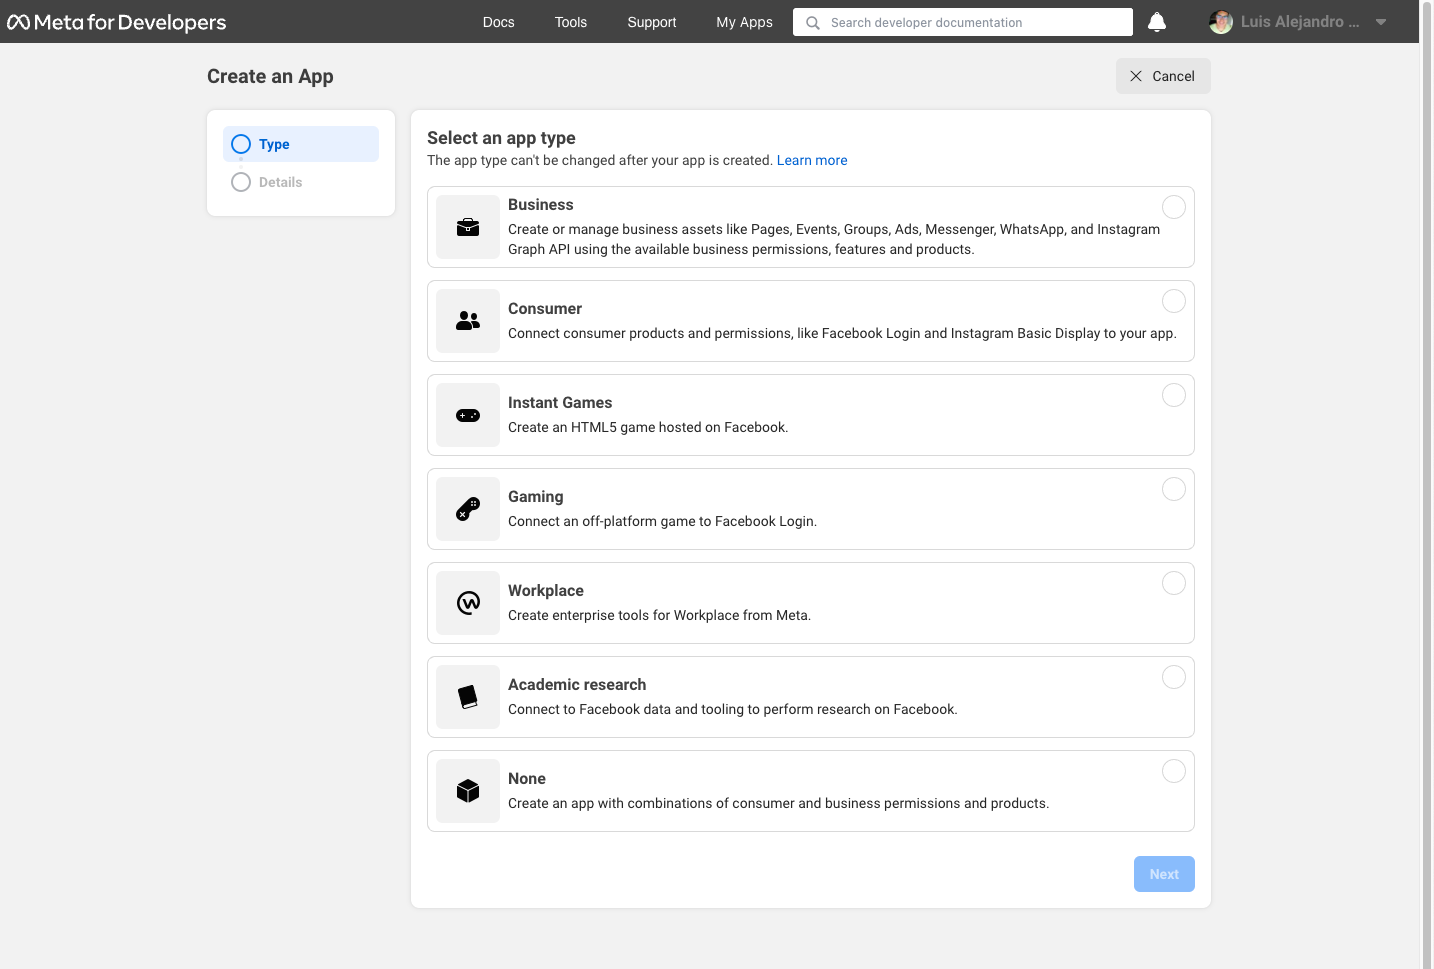 Meta for Developers
Docs
Tools
Support
My Apps
Search developer documentation
Luis Alejandro ...
Create an App
Cancel
Type
Details
Select an app type
The app type can't be changed after your app is created. Learn more
Business
Create or manage business assets like Pages, Events, Groups, Ads, Messenger, WhatsApp, and Instagram
Graph API using the available business permissions, features and products.
Consumer
Connect consumer products and permissions, like Facebook Login and Instagram Basic Display to your app.
Instant Games
Create an HTML5 game hosted on Facebook.
Gaming
Connect an off-platform game to Facebook Login.
Workplace
Create enterprise tools for Workplace from Meta.
Academic research
Connect to Facebook data and tooling to perform research on Facebook.
None
Create an app with combinations of consumer and business permissions and products.
Next